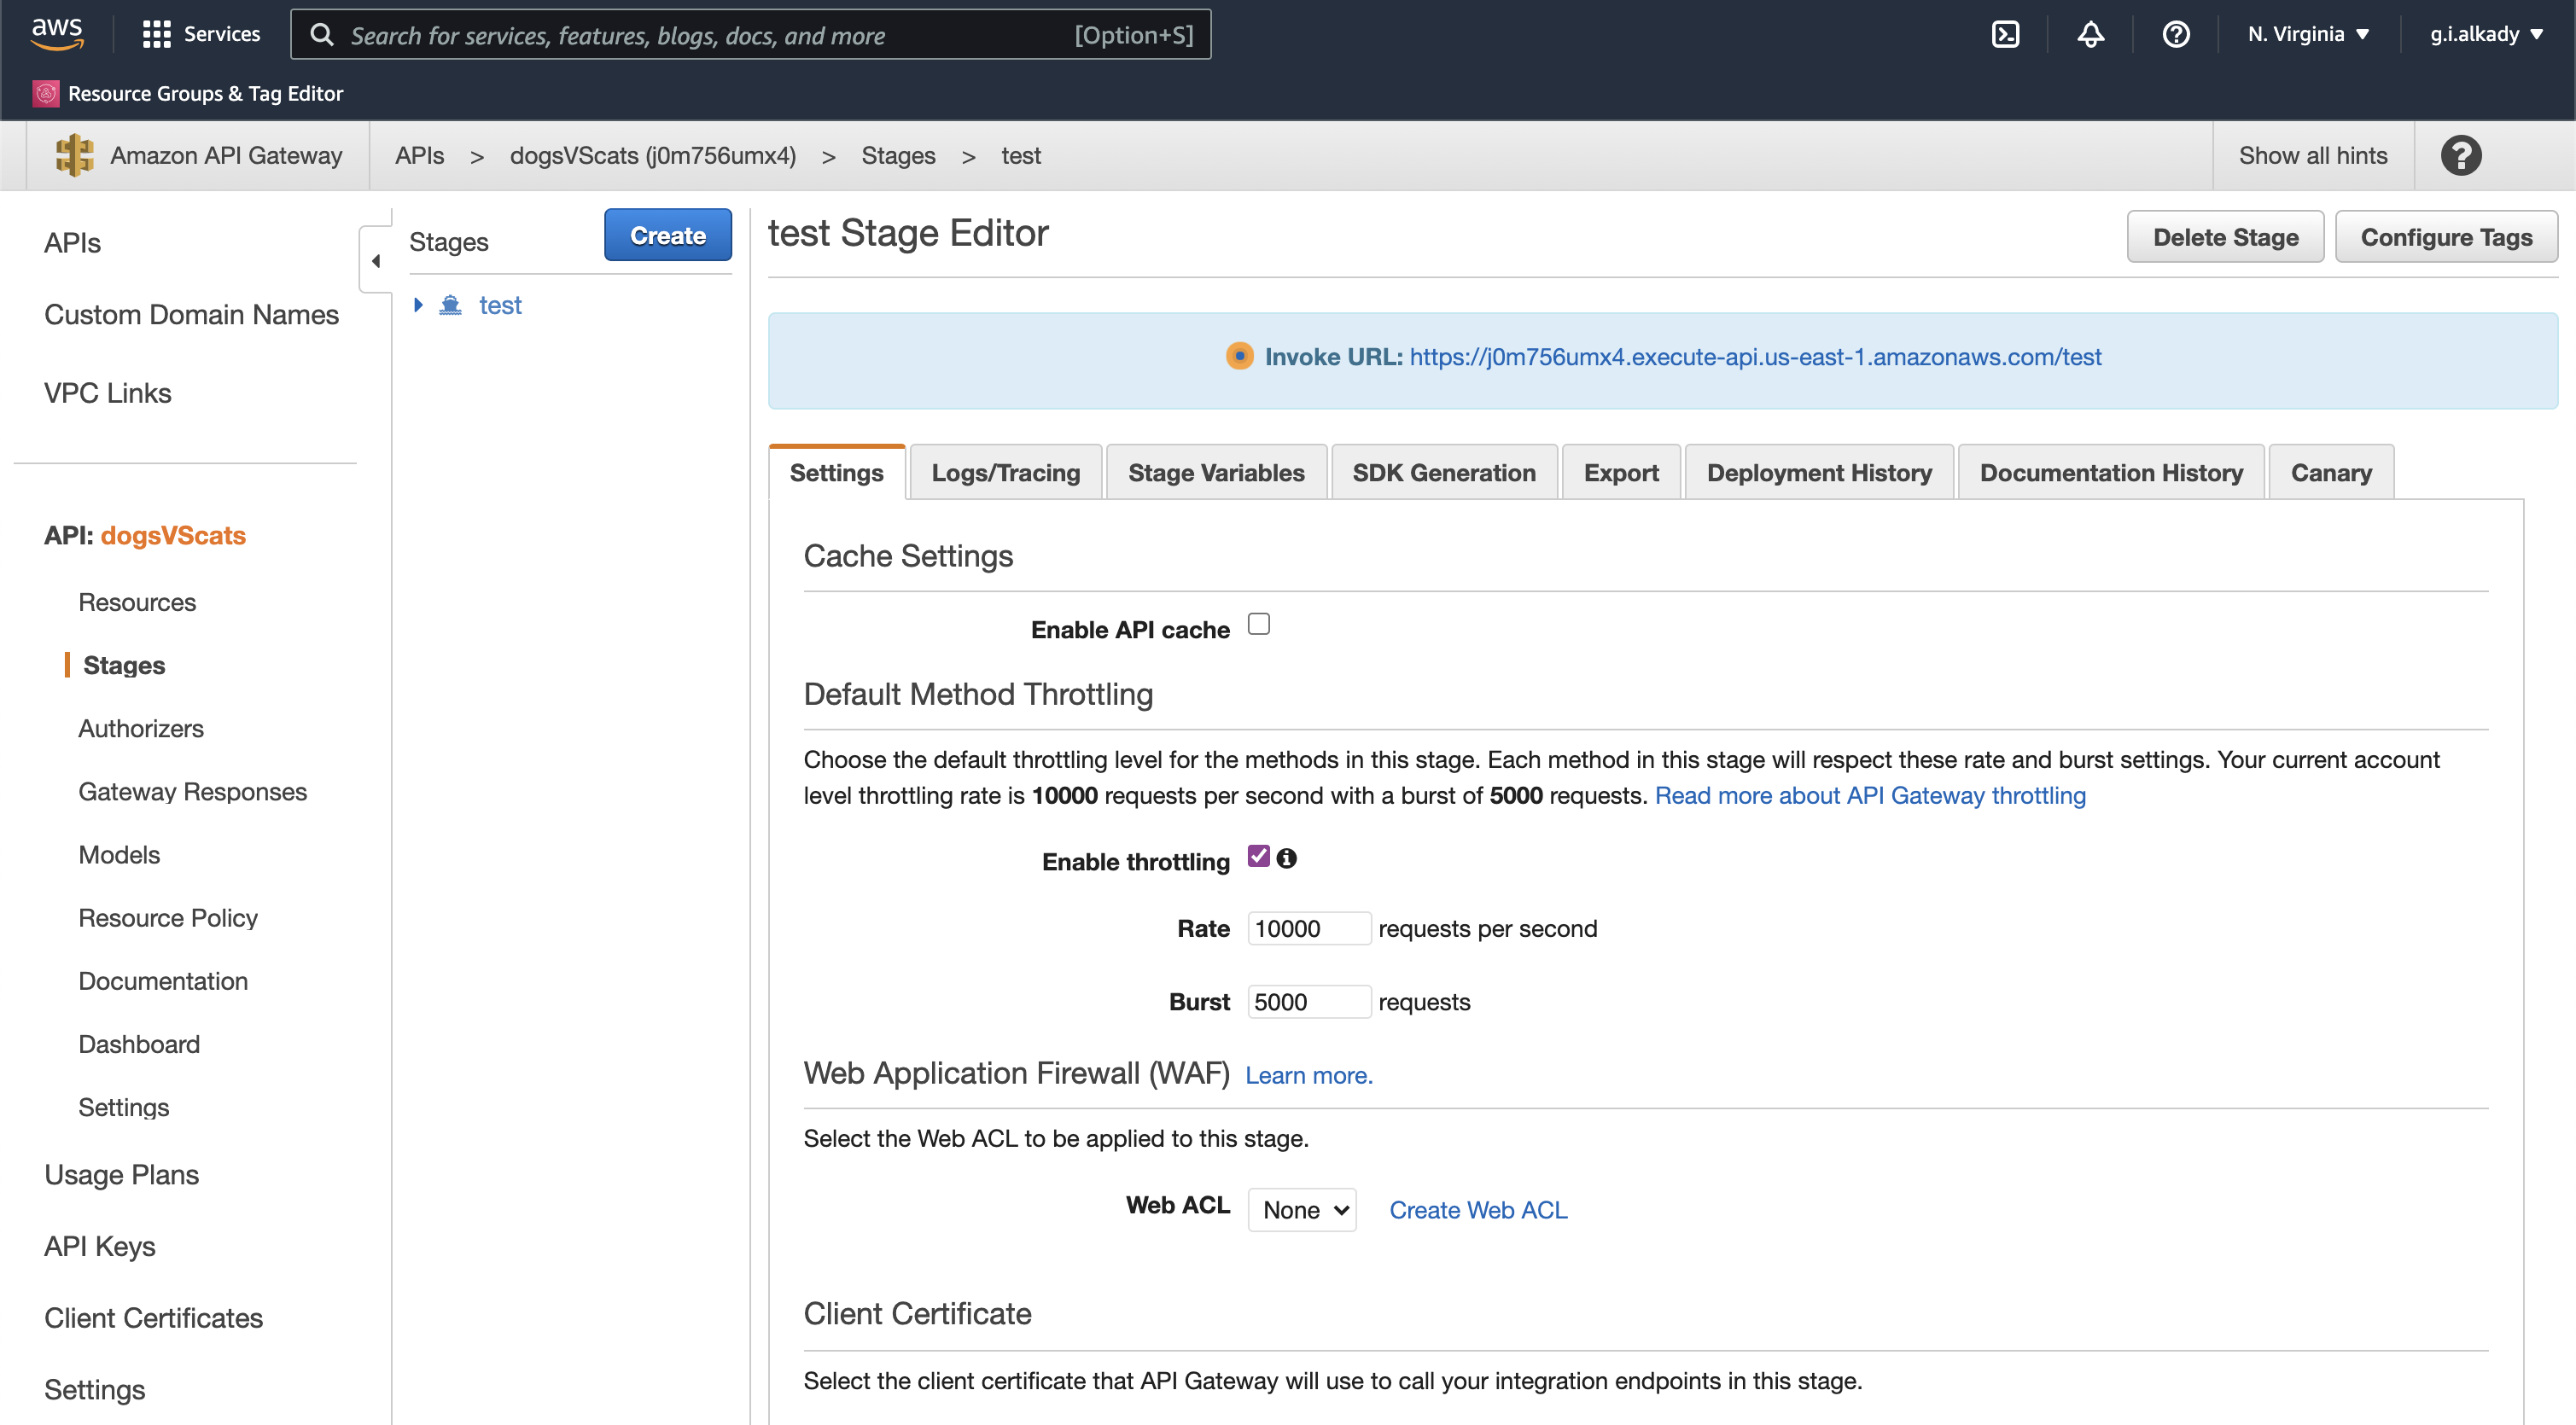 aws
Services
Search for services, features, blogs, docs, and more
[Option+S]
N. Virginia
g.i.alkady
Resource Groups & Tag Editor
Amazon API Gateway
APIs > dogsVScats (j0m756umx4) > Stages > test
Show all hints
APIs
Custom Domain Names
VPC Links
API: dogsVScats
Resources
Stages
Authorizers
Gateway Responses
Models
Resource Policy
Documentation
Dashboard
Settings
Usage Plans
API Keys
Client Certificates
Settings
Stages
Create
test
test Stage Editor
Delete Stage
Configure Tags
Invoke URL: https://j0m756umx4.execute-api.us-east-1.amazonaws.com/test
Settings
Logs/Tracing
Stage Variables
SDK Generation
Export
Deployment History
Documentation History
Canary
Cache Settings
Enable API cache
Default Method Throttling
Choose the default throttling level for the methods in this stage. Each method in this stage will respect these rate and burst settings. Your current account
level throttling rate is 10000 requests per second with a burst of 5000 requests. Read more about API Gateway throttling
Enable throttling
Rate 10000 requests per second
Burst 5000 requests
Web Application Firewall (WAF) Learn more.
Select the Web ACL to be applied to this stage.
Web ACL None Create Web ACL
Client Certificate
Select the client certificate that API Gateway will use to call your integration endpoints in this stage.